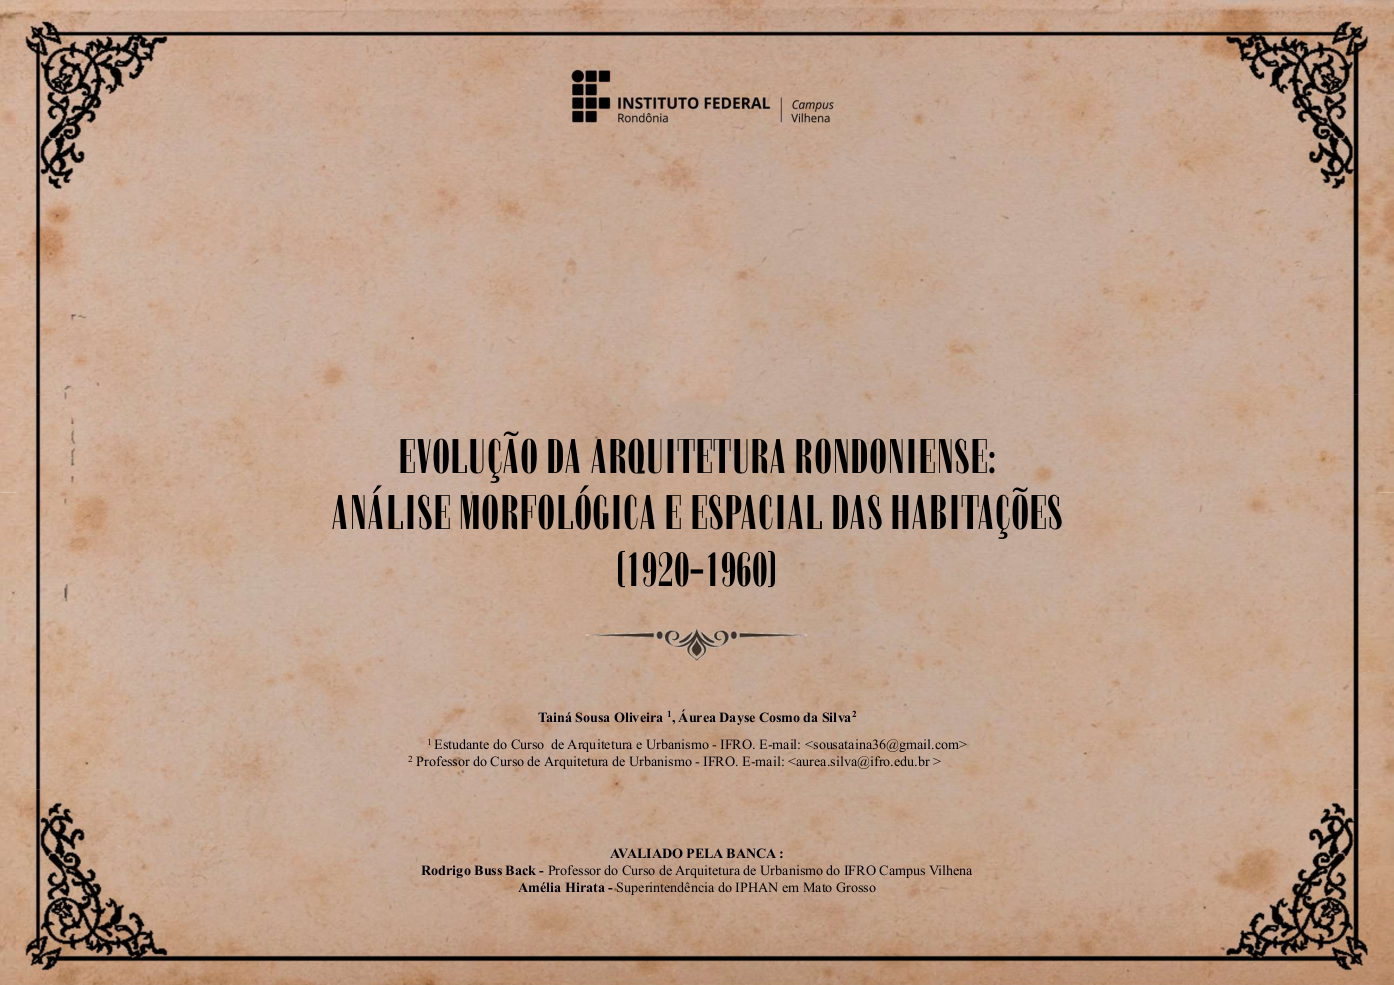 INSTITUTO FEDERAL
Rondônia
Campus
Vilhena
EVOLUÇÃO DA ARQUITETURA RONDONIENSE:
ANÁLISE MORFOLÓGICA E ESPACIAL DAS HABITAÇÕES
(1920-1960)
Tainá Sousa Oliveira ¹, Áurea Dayse Cosmo da Silva²
¹ Estudante do Curso de Arquitetura e Urbanismo - IFRO. E-mail: <sousataina36@gmail.com>
² Professor do Curso de Arquitetura de Urbanismo - IFRO. E-mail: <aurea.silva@ifro.edu.br >
AVALIADO PELA BANCA :
Rodrigo Buss Back - Professor do Curso de Arquitetura de Urbanismo do IFRO Campus Vilhena
Amélia Hirata - Superintendência do IPHAN em Mato Grosso